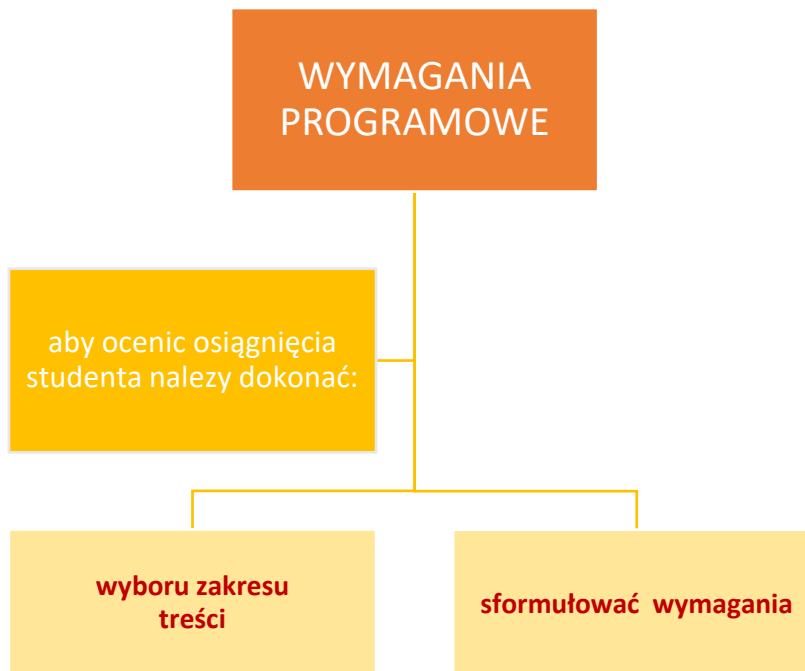 WYMAGANIA
PROGRAMOWE
aby ocenic osiągnięcia
studenta nalezy dokonać:
wyboru zakresu
treści
sformułować wymagania